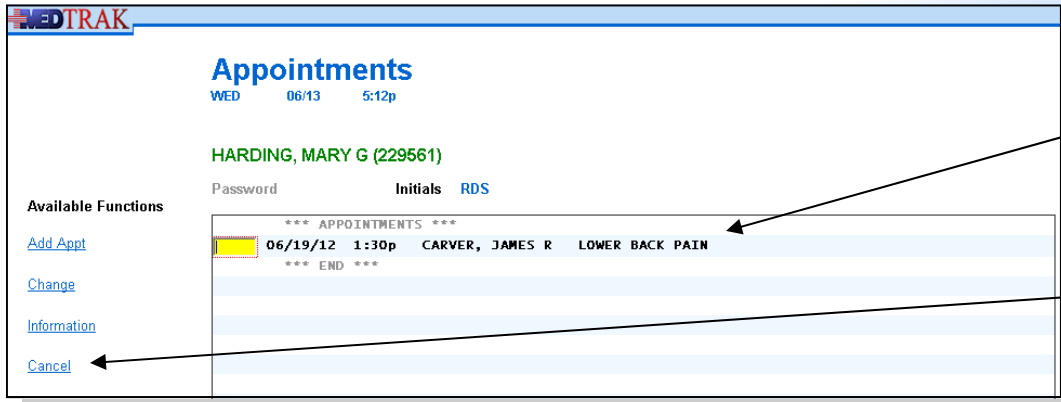 MEDTRAK
Appointments
WED 06/13 5:12p
HARDING, MARY G (229561)
Password Initials RDS
Available Functions
Add Appt
Change
Information
Cancel
*** APPOINTMENTS ***
06/19/12 1:30p CARVER, JAMES R LOWER BACK PAIN
*** END ***